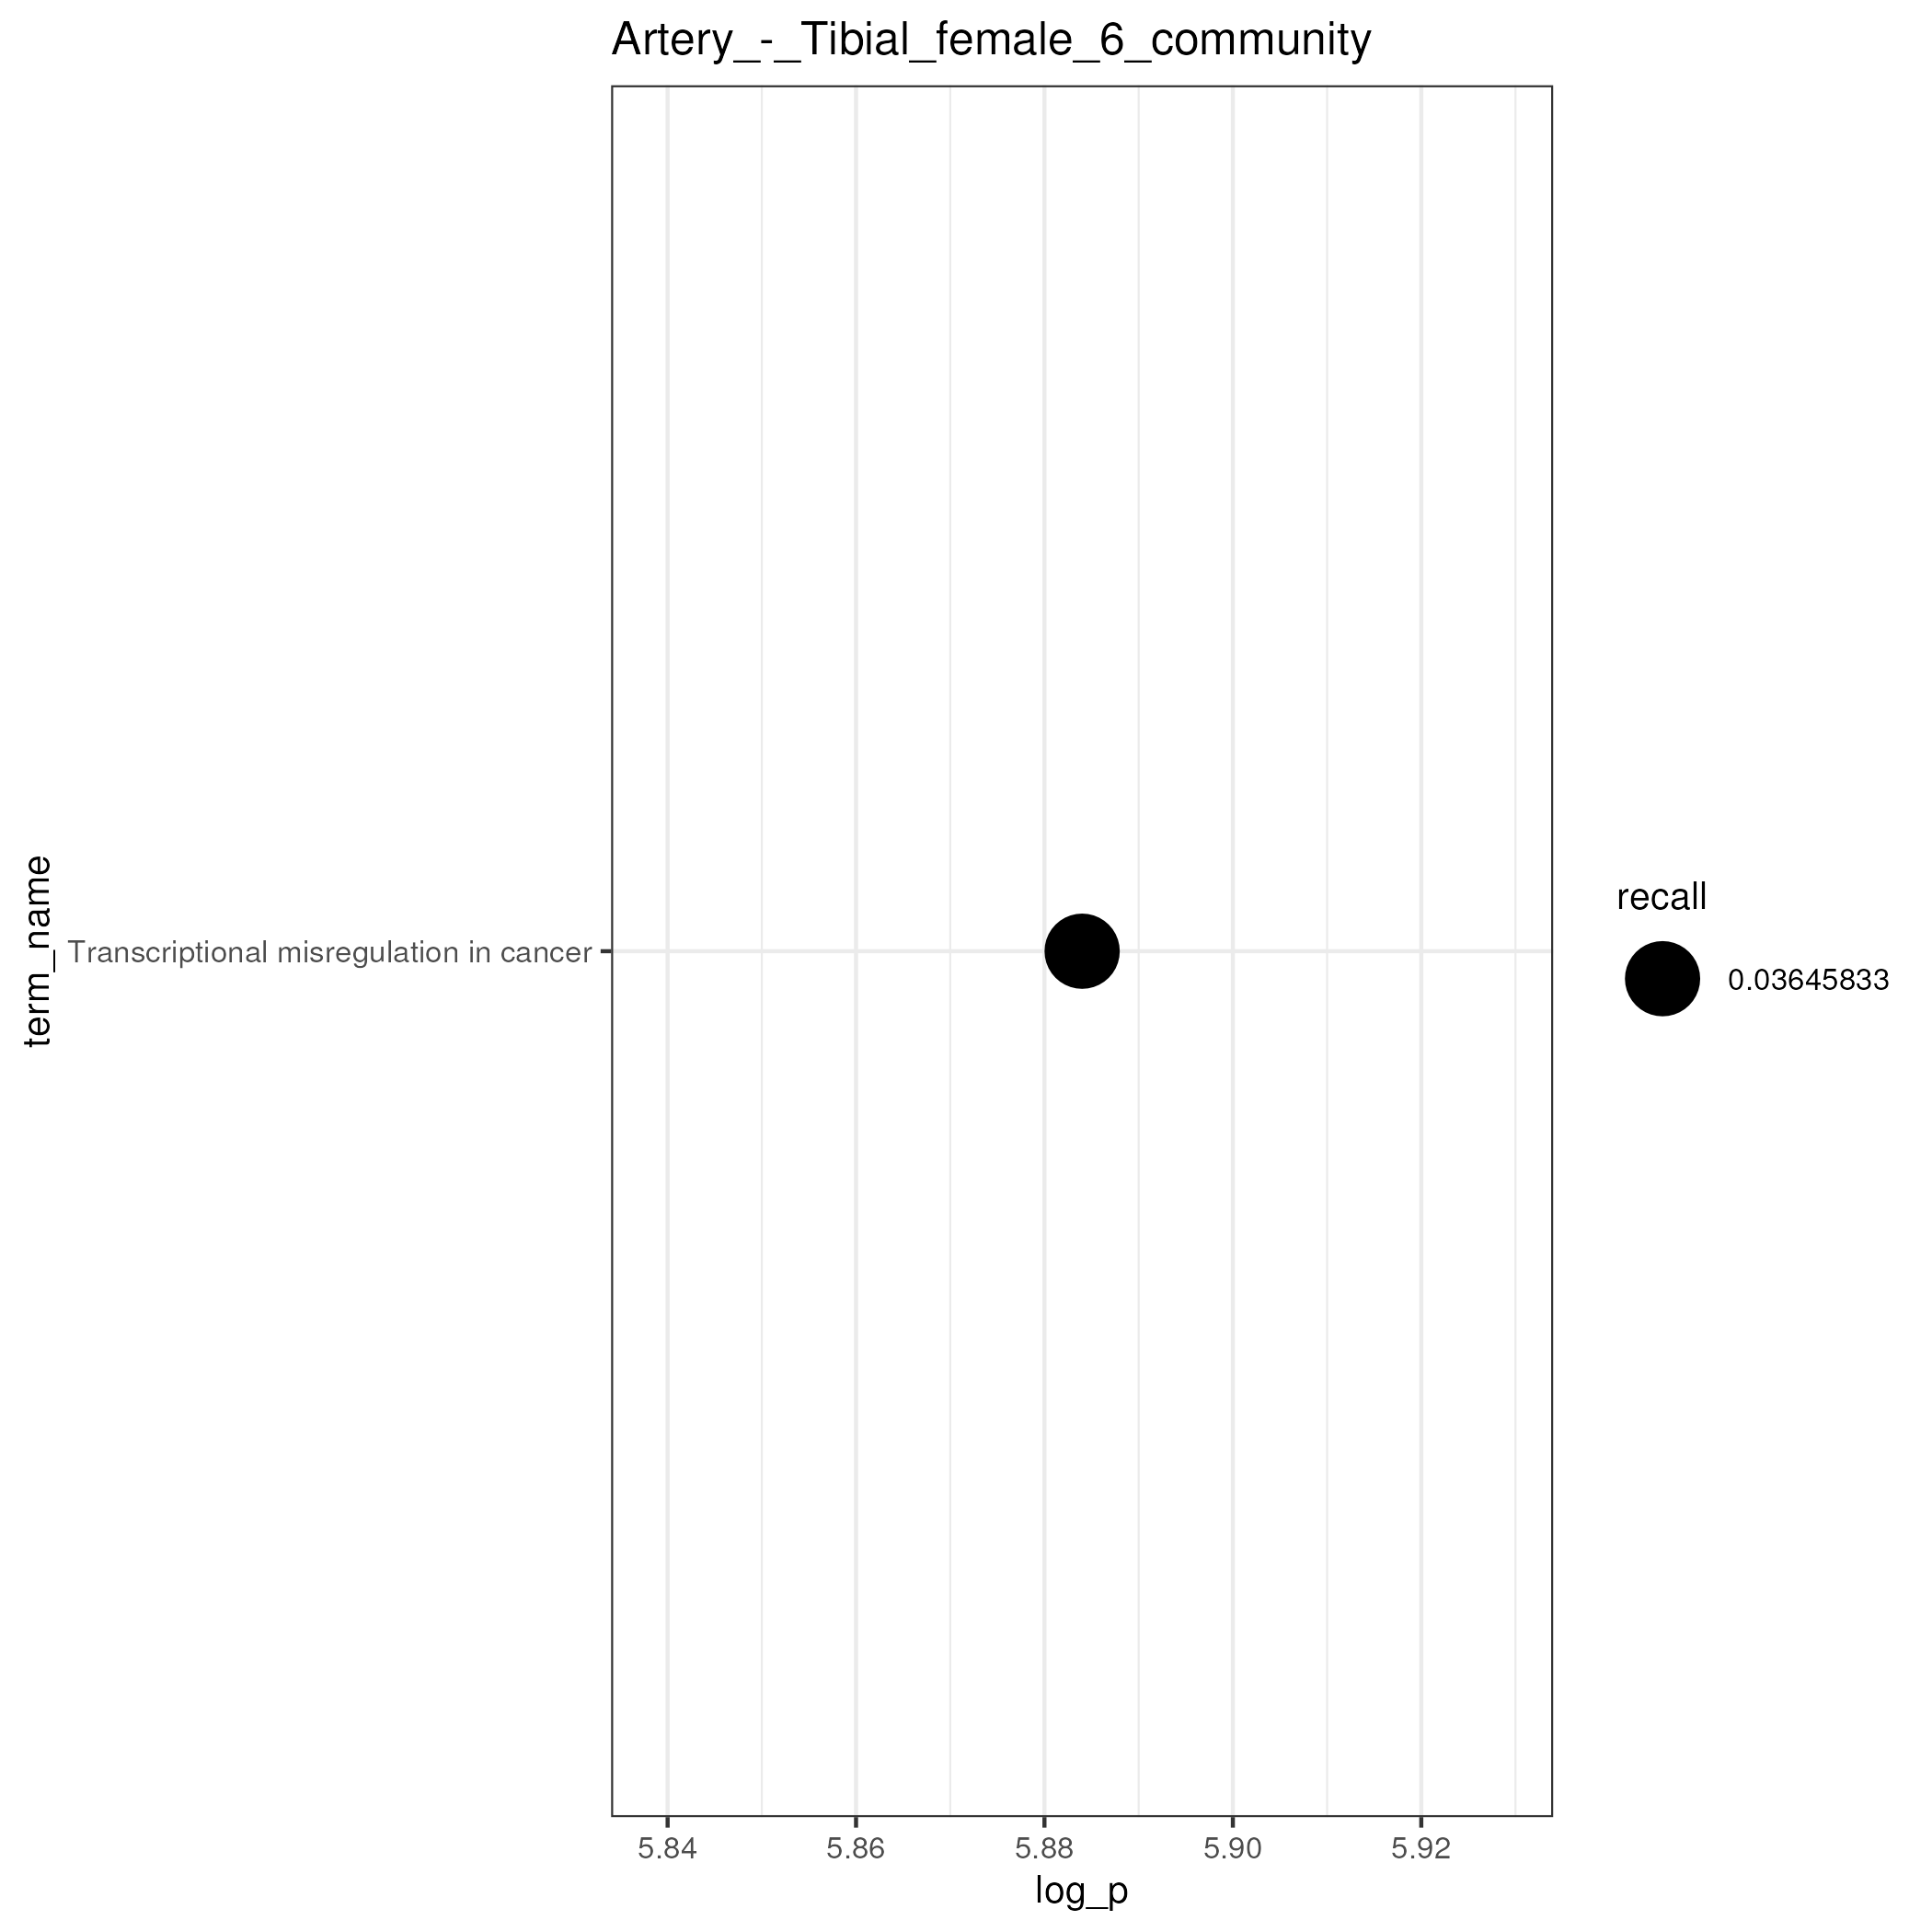 Artery_-_Tibial_female_6_community
term_name
Transcriptional misregulation in cancer
recall
0.03645833
5.84 5.86 5.88 5.90 5.92
log_p